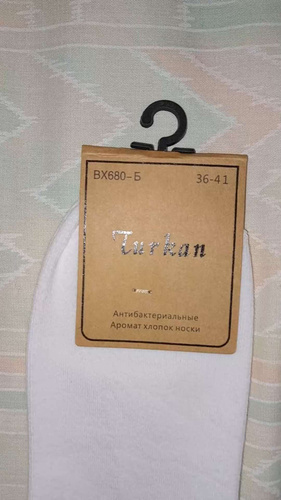 BX680-Б 36-41
Turkan
Антибактериальные
Аромат хлопок носки